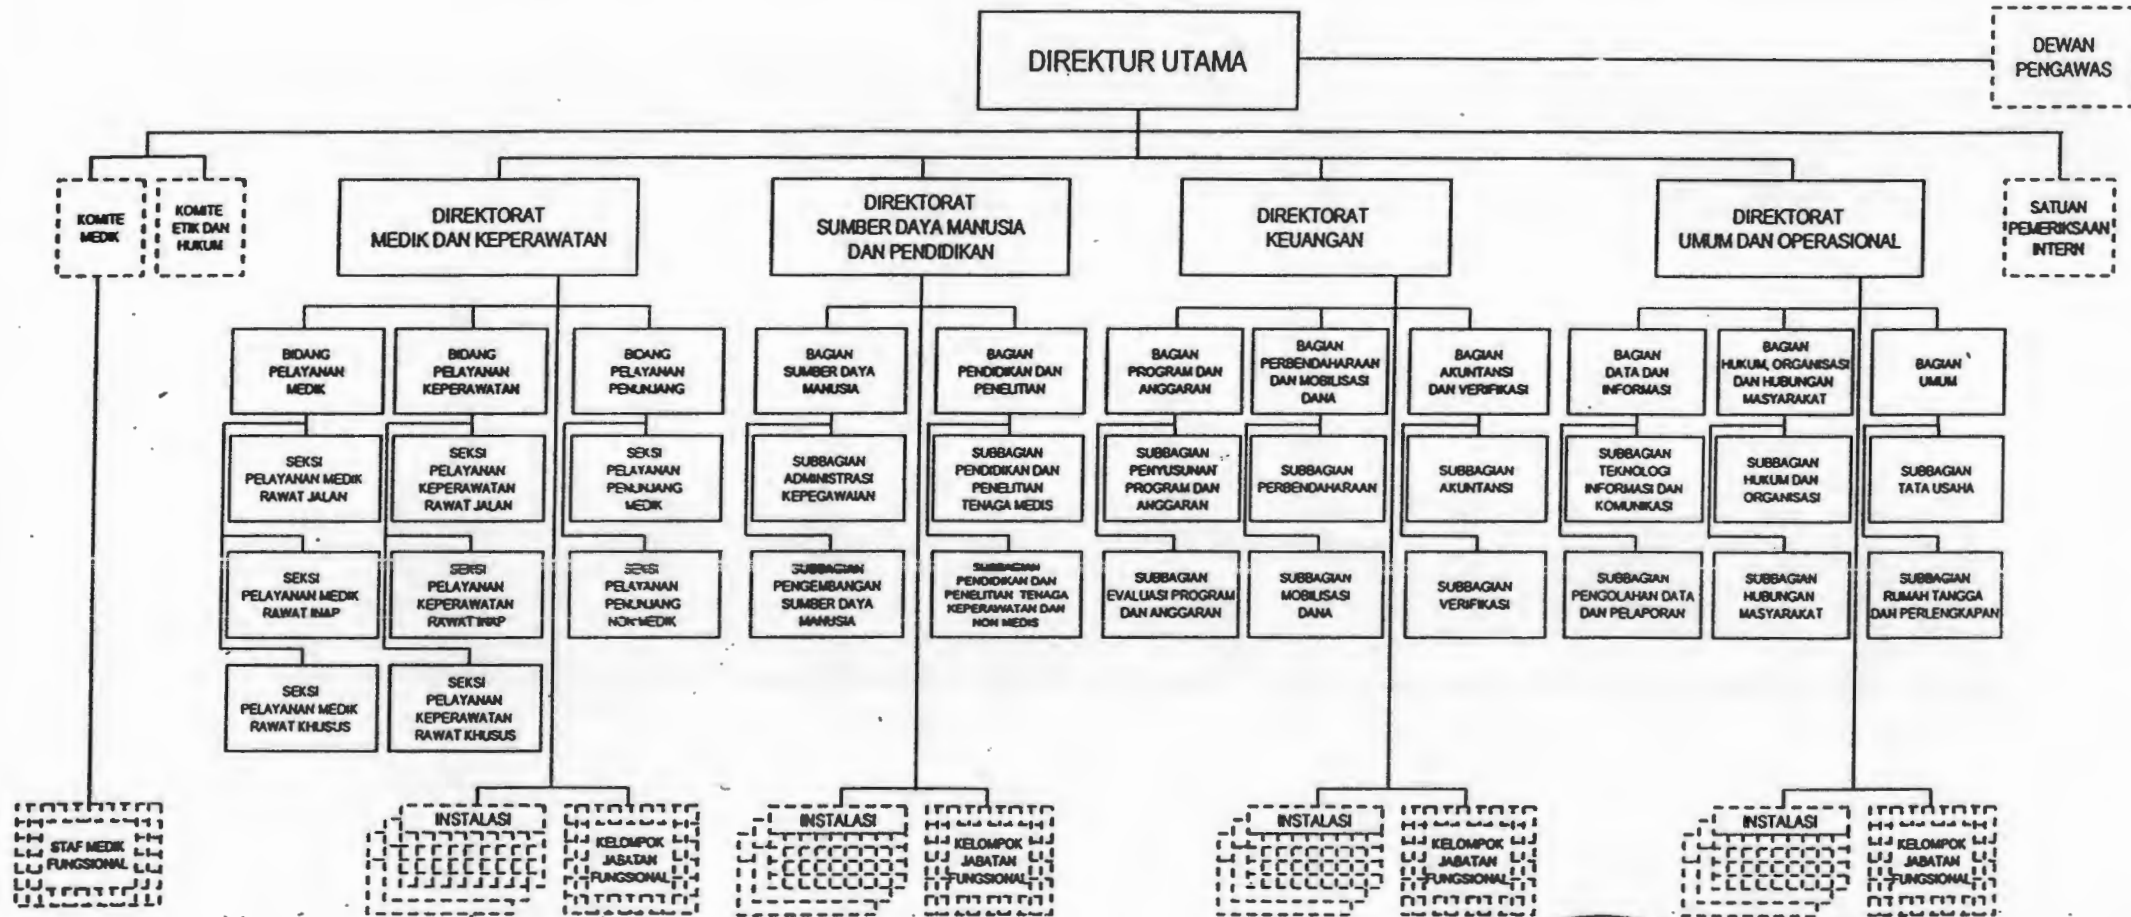 DIREKTUR UTAMA
DEWAN
PENGAWAS
KOMITE
MEDIK
KOMITE
ETIK DAN
HUKUM
DIREKTORAT
MEDIK DAN KEPERAWATAN
DIREKTORAT
SUMBER DAYA MANUSIA
DAN PENDIDIKAN
DIREKTORAT
KEUANGAN
DIREKTORAT
UMUM DAN OPERASIONAL
SATUAN
PEMERIKSAAN
INTERN
BIDANG
PELAYANAN
MEDIK
BIDANG
PELAYANAN
KEPERAWATAN
BIDANG
PELAYANAN
PENUNJANG
BAGIAN
SUMBER DAYA
MANUSIA
BAGIAN
PENDIDIKAN DAN
PENELITIAN
BAGIAN
PROGRAM DAN
ANGGARAN
BAGIAN
PERBENDAHARAAN
DAN MOBILISASI
DANA
BAGIAN
AKUNTANSI
DAN VERIFIKASI
BAGIAN
DATA DAN
INFORMASI
BAGIAN
HUKUM, ORGANISASI
DAN HUBUNGAN
MASYARAKAT
BAGIAN
UMUM
SEKSI
PELAYANAN MEDIK
RAWAT JALAN
SEKSI
PELAYANAN
KEPERAWATAN
RAWAT JALAN
SEKSI
PELAYANAN
PENUNJANG
MEDIK
SUBBAGIAN
ADMINISTRASI
KEPEGAWAIAN
SUBBAGIAN
PENDIDIKAN DAN
PENELITIAN
TENAGA MEDIS
SUBBAGIAN
PENYUSUNAN
PROGRAM DAN
ANGGARAN
SUBBAGIAN
PERBENDAHARAAN
SUBBAGIAN
AKUNTANSI
SUBBAGIAN
TEKNOLOGI
INFORMASI DAN
KOMUNIKASI
SUBBAGIAN
HUKUM DAN
ORGANISASI
SUBBAGIAN
TATA USAHA
SEKSI
PELAYANAN MEDIK
RAWAT INAP
SEKSI
PELAYANAN
KEPERAWATAN
RAWAT INAP
SEKSI
PELAYANAN
PENUNJANG
NON-MEDIK
SUBBAGIAN
PENGEMBANGAN
SUMBER DAYA
MANUSIA
SUBBAGIAN
PENDIDIKAN DAN
PENELITIAN TENAGA
KEPERAWATAN DAN
NON MEDIS
SUBBAGIAN
EVALUASI PROGRAM
DAN ANGGARAN
SUBBAGIAN
MOBILISASI
DANA
SUBBAGIAN
VERIFIKASI
SUBBAGIAN
PENGOLAHAN DATA
DAN PELAPORAN
SUBBAGIAN
HUBUNGAN
MASYARAKAT
SUBBAGIAN
RUMAH TANGGA
DAN PERLENGKAPAN
SEKSI
PELAYANAN MEDIK
RAWAT KHUSUS
SEKSI
PELAYANAN
KEPERAWATAN
RAWAT KHUSUS
STAF MEDIK
FUNGSIONAL
INSTALASI
KELOMPOK
JABATAN
FUNGSIONAL
INSTALASI
KELOMPOK
JABATAN
FUNGSIONAL
INSTALASI
KELOMPOK
JABATAN
FUNGSIONAL
INSTALASI
KELOMPOK
JABATAN
FUNGSIONAL